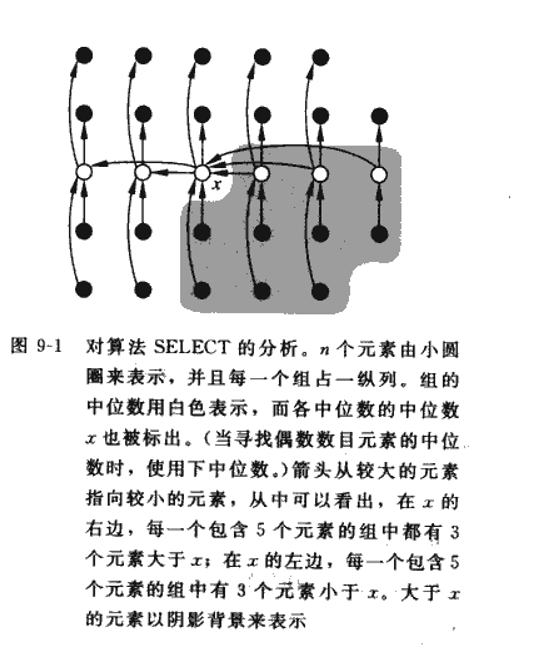 x
图 9-1 对算法 SELECT 的分析。n 个元素由小圆
圈来表示，并且每一个组占一纵列。组的
中位数用白色表示，而各中位数的中位数
x 也被标出。（当寻找偶数数目元素的中位
数时，使用下中位数。）箭头从较大的元素
指向较小的元素，从中可以看出，在 x 的
右边，每一个包含 5 个元素的组中都有 3
个元素大于 x；在 x 的左边，每一个包含 5
个元素的组中有 3 个元素小于 x。大于 x
的元素以阴影背景来表示